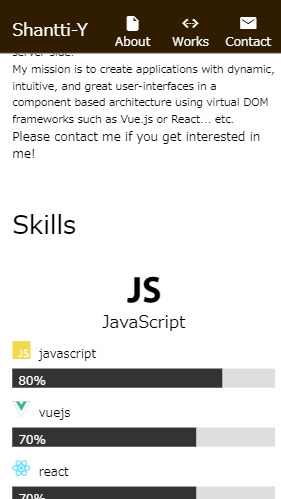 Shantti-Y
About
Works
Contact
server-side.
My mission is to create applications with dynamic,
intuitive, and great user-interfaces in a
component based architecture using virtual DOM
frameworks such as Vue.js or React... etc.
Please contact me if you get interested in
me!
Skills
JS
JavaScript
JS javascript
80%
vuejs
70%
react
70%